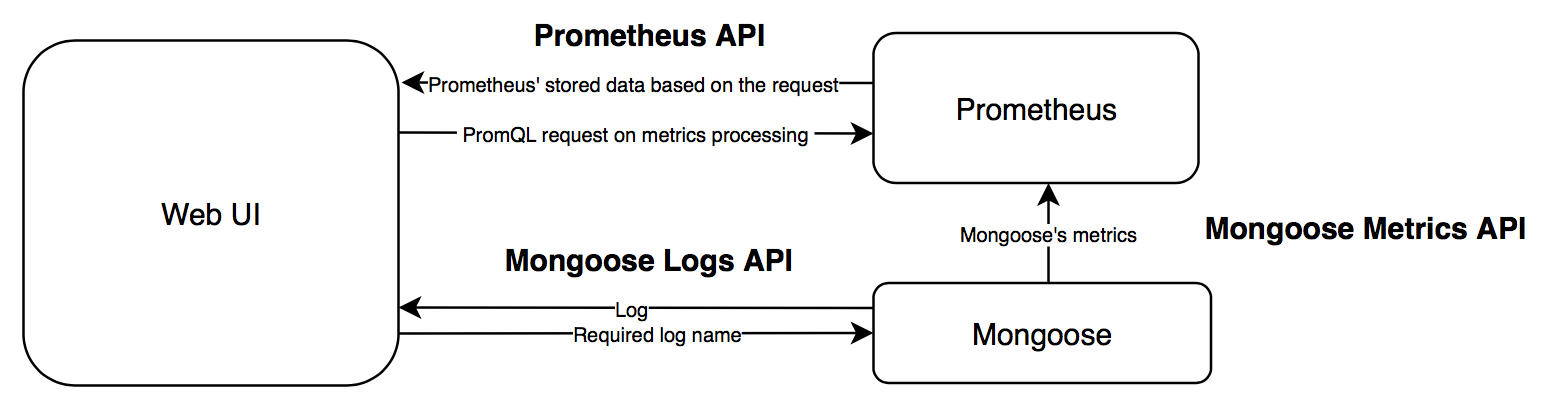 Prometheus API
Prometheus' stored data based on the request
Prometheus
PromQL request on metrics processing
Web UI
Mongoose's metrics
Mongoose Metrics API
Mongoose Logs API
Log
Required log name
Mongoose